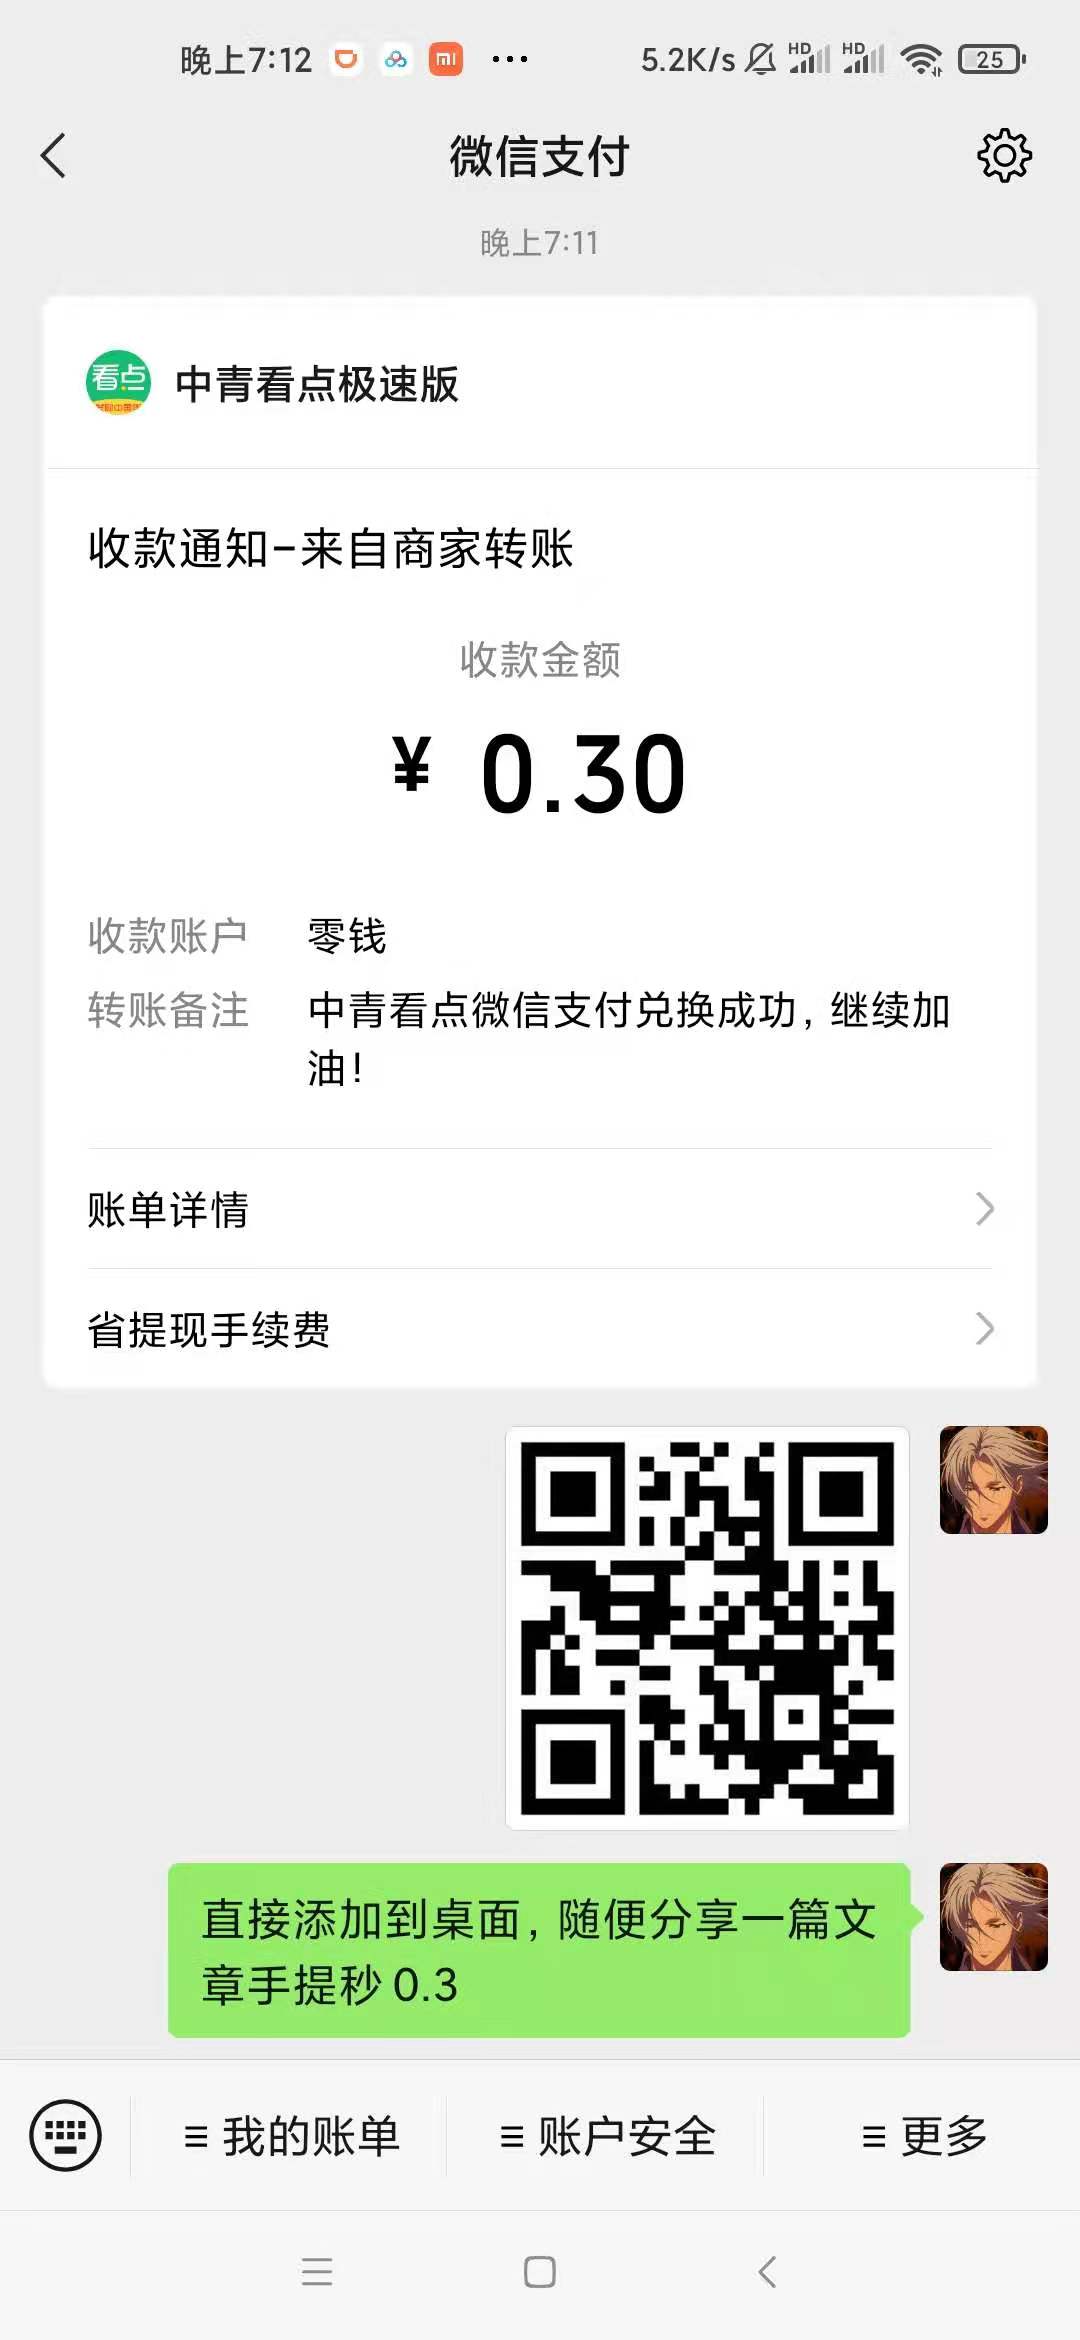 晚上7:12
5.2K/s
HD
HD
25
微信支付
晚上7:11
看点
中青看点极速版
收款通知-来自商家转账
收款金额
¥ 0.30
收款账户 零钱
转账备注 中青看点微信支付兑换成功，继续加
油！
账单详情
省提现手续费
直接添加到桌面，随便分享一篇文
章手提秒 0.3
我的账单
账户安全
更多